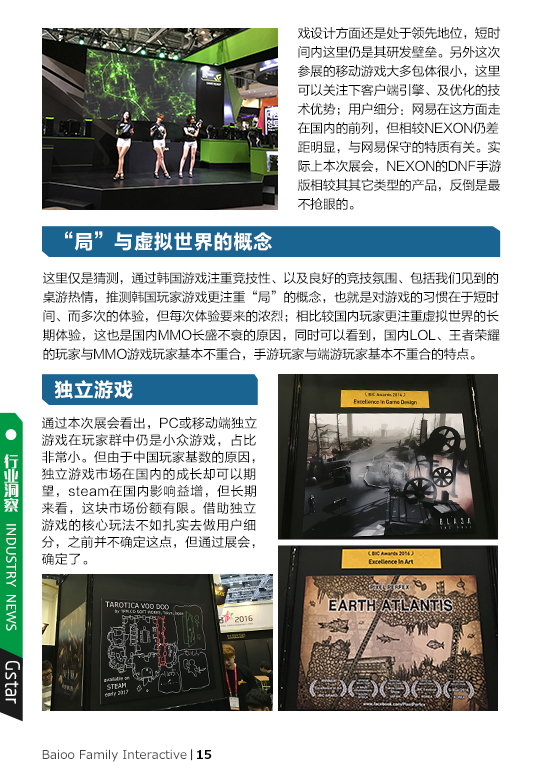 戏设计方面还是处于领先地位，短时
间内这里仍是其研发壁垒。另外这次
参展的移动游戏大多包体很小，这里
可以关注下客户端引擎、及优化的技
术优势；用户细分：网易在这方面走
在国内的前列，但相较NEXON仍差
距明显，与网易保守的特质有关。实
际上本次展会，NEXON的DNF手游
版相较其其它类型的产品，反倒是最
不抢眼的。
“局”与虚拟世界的概念
这里仅是猜测，通过韩国游戏注重竞技性、以及良好的竞技氛围、包括我们见到的
桌游热情，推测韩国玩家游戏更注重“局”的概念，也就是对游戏的习惯在于短时
间、而多次的体验，但每次体验要来的浓烈；相比较国内玩家更注重虚拟世界的长
期体验，这也是国内MMO长盛不衰的原因，同时可以看到，国内LOL、王者荣耀
的玩家与MMO游戏玩家基本不重合，手游玩家与端游玩家基本不重合的特点。
独立游戏
通过本次展会看出，PC或移动端独立
游戏在玩家群中仍是小众游戏，占比
非常小。但由于中国玩家基数的原因，
独立游戏市场在国内的成长却可以期
望，steam在国内影响益增，但长期
来看，这块市场份额有限。借助独立
游戏的核心玩法不如扎实去做用户细
分，之前并不确定这点，但通过展会，
确定了。
BIC Awards 2016
Excellence In Game Design
BIC Awards 2016
Excellence In Art
PIXEL PERFEX
EARTH ATLANTIS
www.facebook.com/PixelPerfex
TAROTICA VOO DOO
available on
STEAM
early 2017
2016
行业洞察 INDUSTRY NEWS
Gstar
Baioo Family Interactive | 15